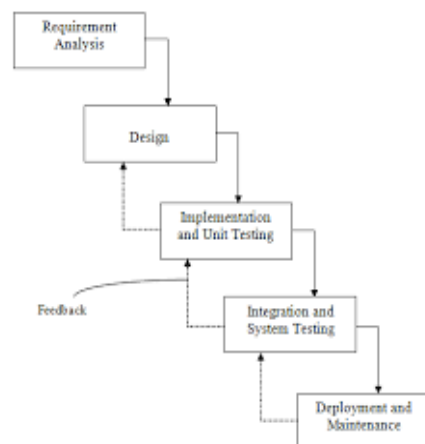 Requirement
Analysis
Design
Implementation
and Unit Testing
Feedback
Integration and
System Testing
Deployment and
Maintenance